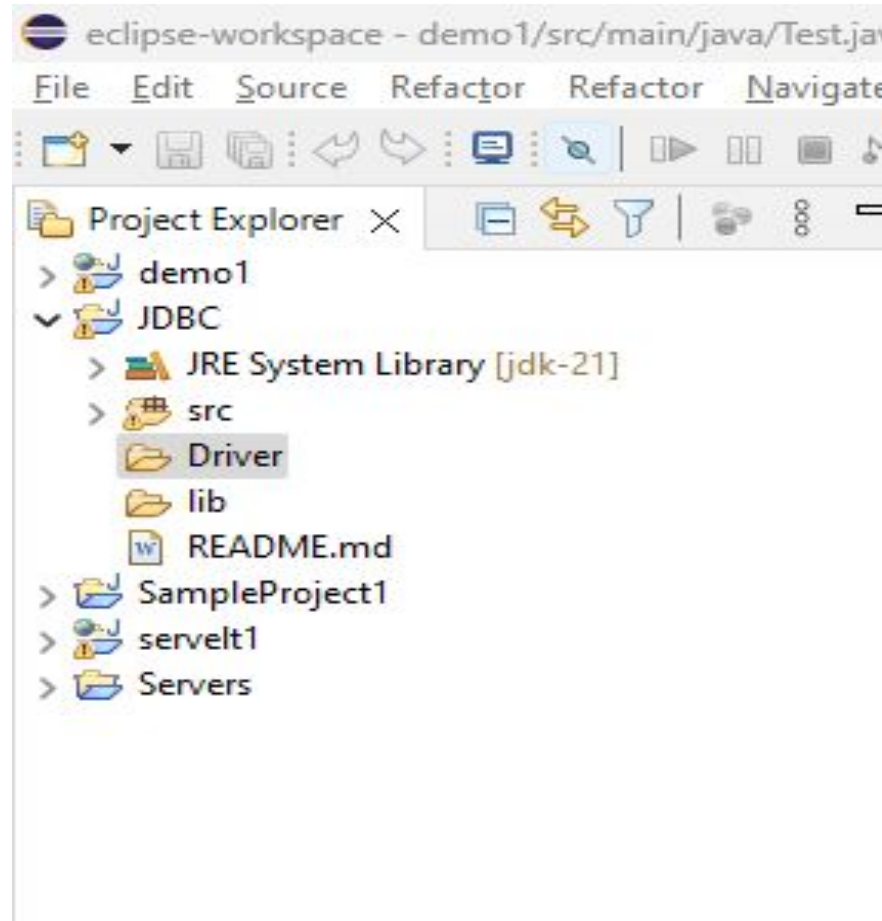 eclipse-workspace - demo1/src/main/java/Test.jav
File Edit Source Refactor Refactor Navigate
Project Explorer
demo1
JDBC
JRE System Library [jdk-21]
src
Driver
lib
README.md
SampleProject1
servelt1
Servers